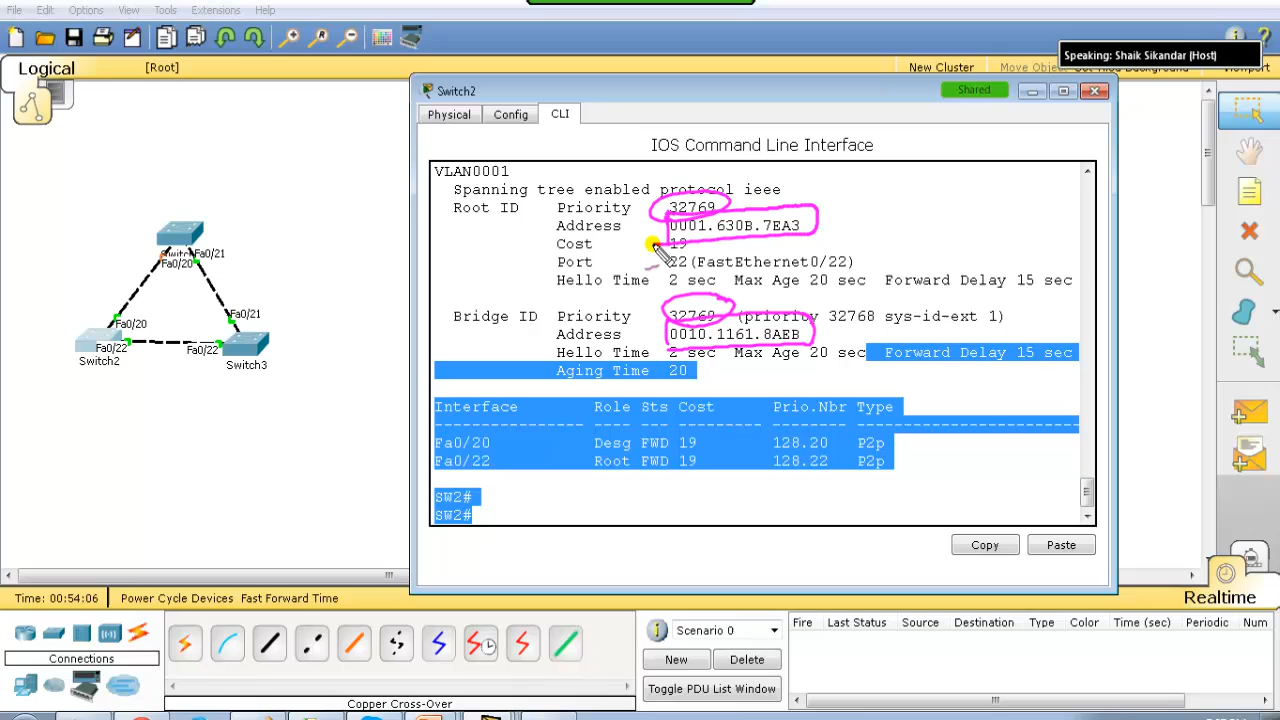 File Edit Options View Tools Extensions Help
Speaking: Shaik Sikandar (Host)
Logical [Root] New Cluster Move Object Viewport
Switch2 Shared
Physical Config CLI
IOS Command Line Interface
VLAN0001
Spanning tree enabled protocol ieee
Root ID Priority 32769
Address 0001.630B.7EA3
Cost 19
Port 22(FastEthernet0/22)
Hello Time 2 sec Max Age 20 sec Forward Delay 15 sec
Bridge ID Priority 32769 (priority 32768 sys-id-ext 1)
Address 0010.1161.8AEB
Hello Time 2 sec Max Age 20 sec Forward Delay 15 sec
Aging Time 20
Interface Role Sts Cost Prio.Nbr Type
---------------- ---- --- --------- -------- --------------------------------
Fa0/20 Desg FWD 19 128.20 P2p
Fa0/22 Root FWD 19 128.22 P2p
SW2#
SW2#
Copy Paste
Fa0/21
Fa0/20
Fa0/20
Fa0/21
Fa0/22
Fa0/22
Switch2
Switch3
Time: 00:54:06 Power Cycle Devices Fast Forward Time Realtime
Connections
Copper Cross-Over
Scenario 0
New Delete
Toggle PDU List Window
Fire Last Status Source Destination Type Color Time (sec) Periodic Num